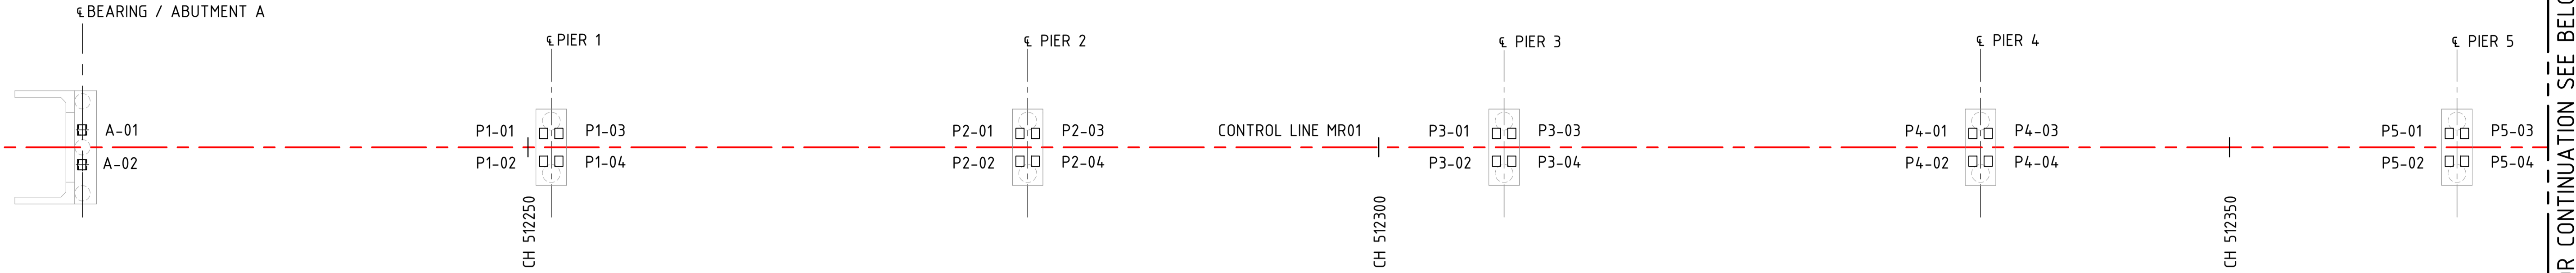 ℄ BEARING / ABUTMENT A
℄ PIER 1
℄ PIER 2
℄ PIER 3
℄ PIER 4
℄ PIER 5
A-01
A-02
P1-01
P1-03
P1-02
P1-04
P2-01
P2-03
P2-02
P2-04
CONTROL LINE MR01
P3-01
P3-03
P3-02
P3-04
P4-01
P4-03
P4-02
P4-04
P5-01
P5-03
P5-02
P5-04
CH 512250
CH 512300
CH 512350
R CONTINUATION SEE BELO